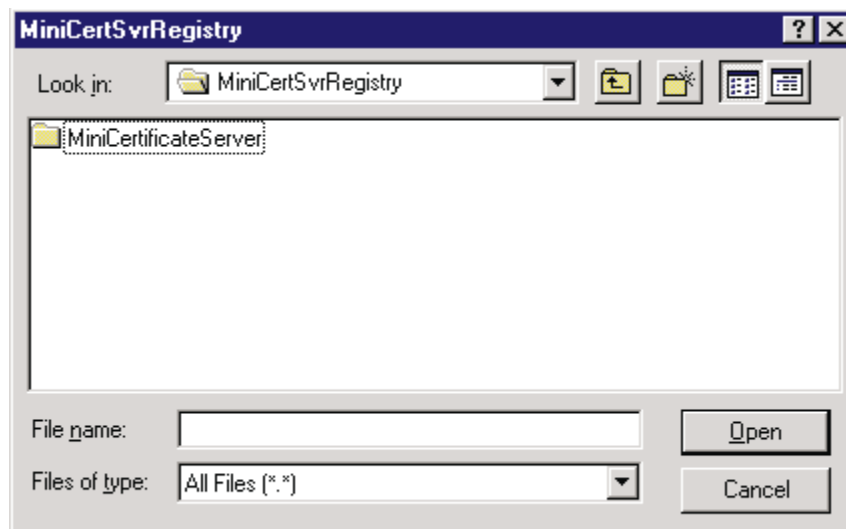 MiniCertSvrRegistry
Look in: MiniCertSvrRegistry
MiniCertificateServer
File name: Open
Files of type: All Files (*.*) Cancel